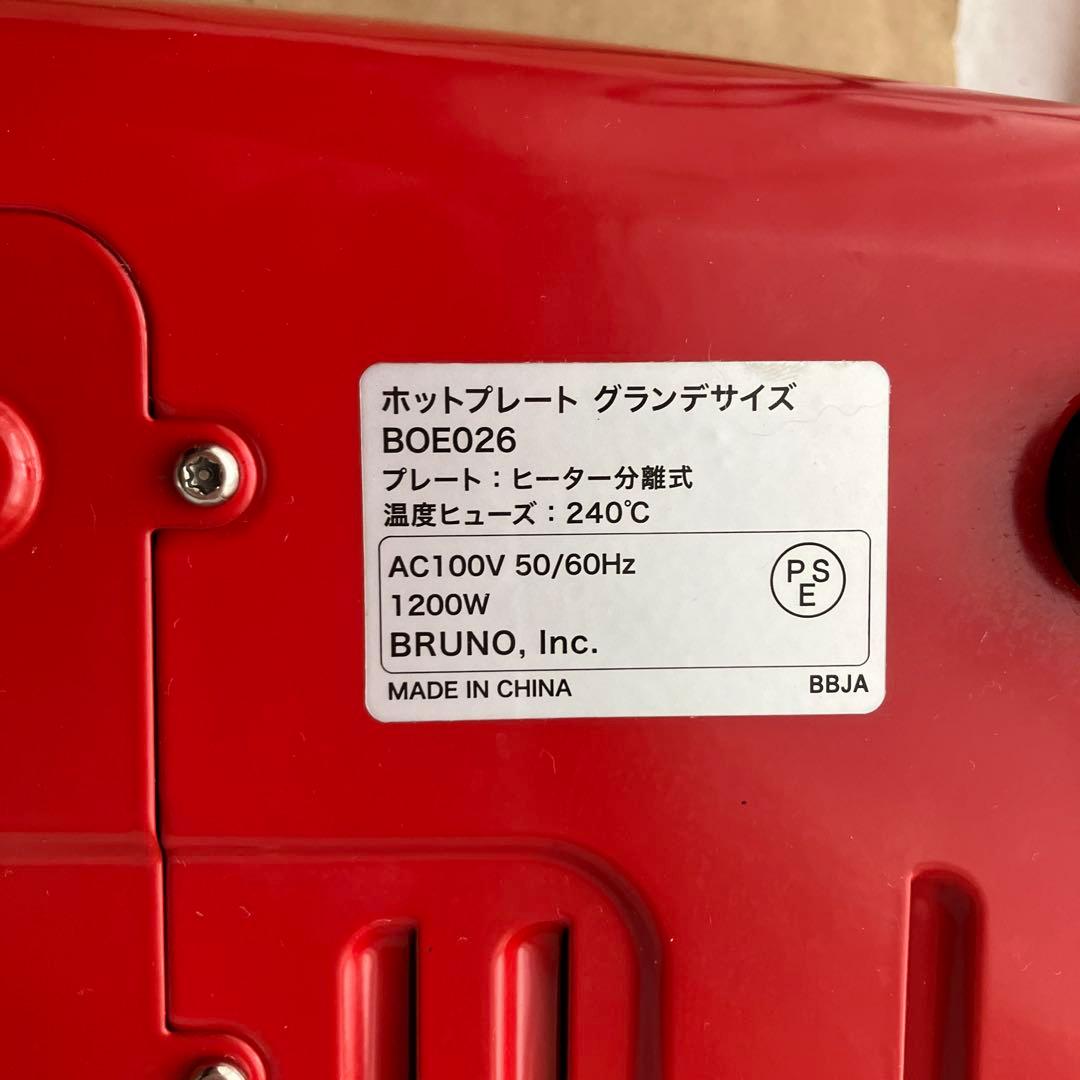 ホットプレート グランデサイズ
BOE026
プレート：ヒーター分離式
温度ヒューズ：240℃
AC100V 50/60Hz
1200W
PSE
BRUNO, Inc.
MADE IN CHINA BBJA